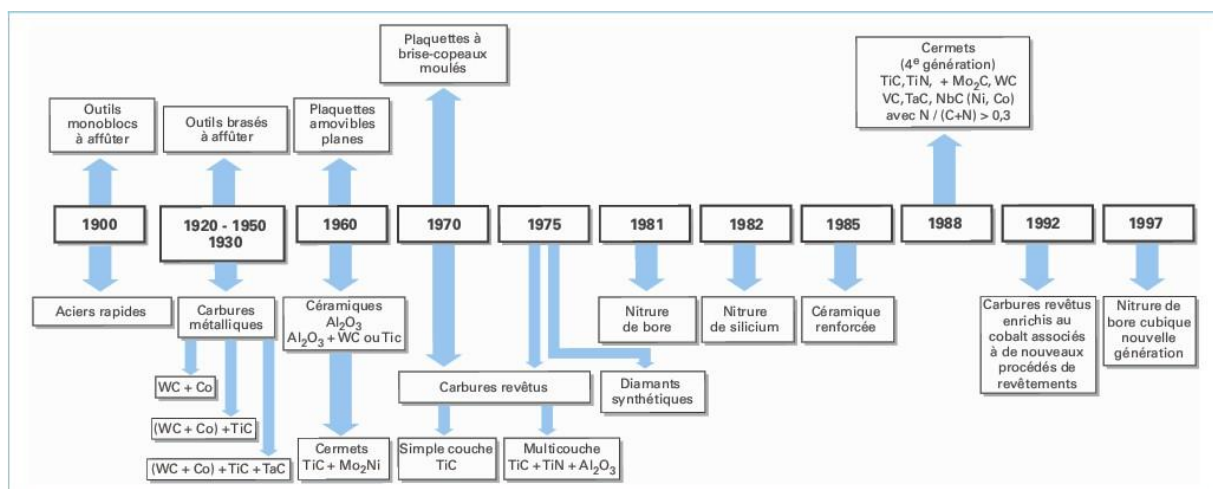 Plaquettes à
brise-copeaux
moulés
Cermets
(4e génération)
TiC, TiN, + Mo2C, WC
VC, TaC, NbC (Ni, Co)
avec N / (C+N) > 0,3
Outils
monoblocs
à affûter
Outils brasés
à affûter
Plaquettes
amovibles
planes
1900
1920 - 1950
1930
1960
1970
1975
1981
1982
1985
1988
1992
1997
Aciers rapides
Carbures
métalliques
Céramiques
Al2O3
Al2O3 + WC ou Tic
Nitrure
de bore
Nitrure
de silicium
Céramique
renforcée
Carbures revêtus
enrichis au
cobalt associés
à de nouveaux
procédés de
revêtements
Nitrure de
bore cubique
nouvelle
génération
WC + Co
(WC + Co) + TiC
(WC + Co) + TiC + TaC
Carbures revêtus
Diamants
synthétiques
Cermets
TiC + Mo2Ni
Simple couche
TiC
Multicouche
TiC + TiN + Al2O3